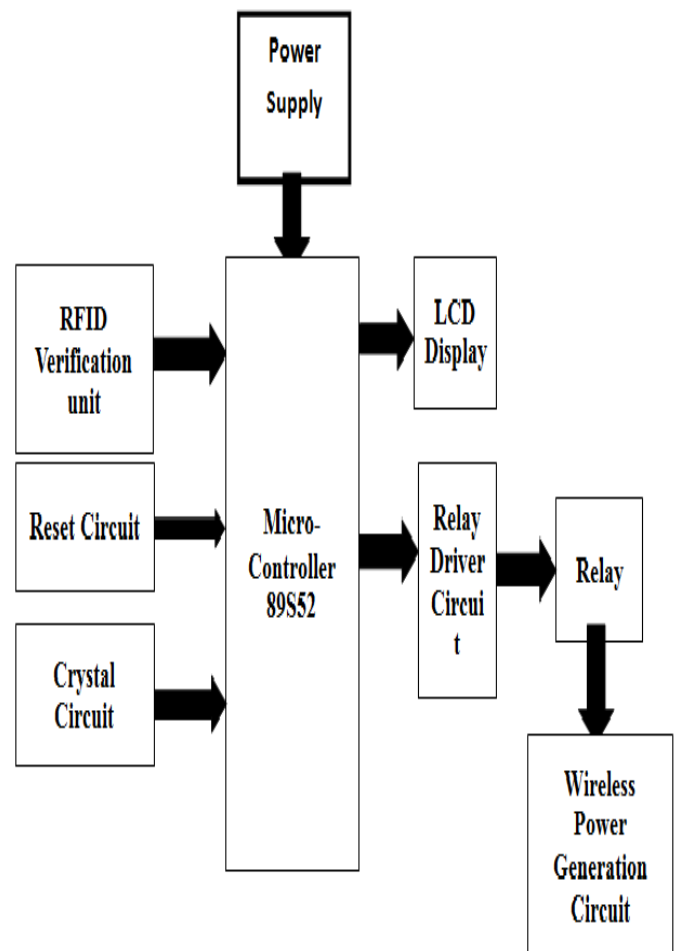 Power
Supply
RFID
Verification
unit
LCD
Display
Reset Circuit
Micro-
Controller
89S52
Relay
Driver
Circui
t
Relay
Crystal
Circuit
Wireless
Power
Generation
Circuit